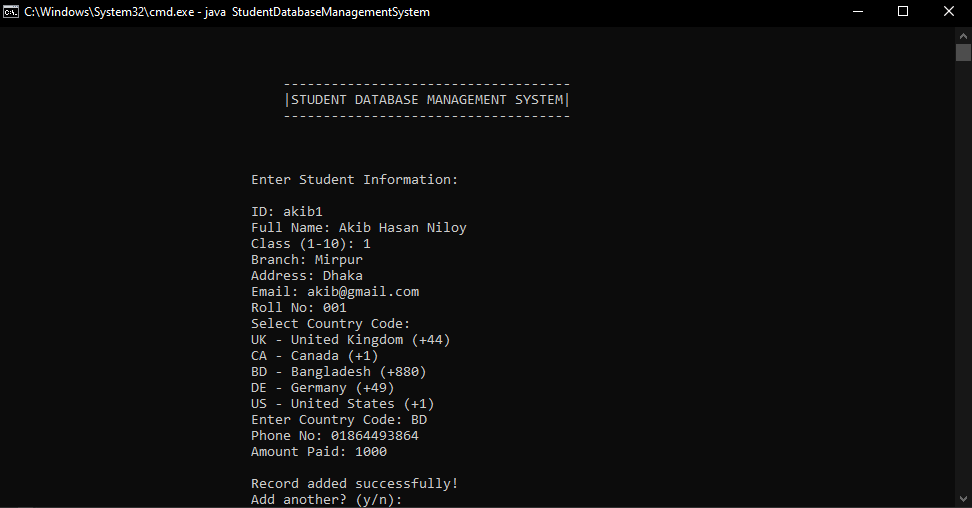 C:\Windows\System32\cmd.exe - java StudentDatabaseManagementSystem
------------------------------------
|STUDENT DATABASE MANAGEMENT SYSTEM|
------------------------------------
Enter Student Information:
ID: akib1
Full Name: Akib Hasan Niloy
Class (1-10): 1
Branch: Mirpur
Address: Dhaka
Email: akib@gmail.com
Roll No: 001
Select Country Code:
UK - United Kingdom (+44)
CA - Canada (+1)
BD - Bangladesh (+880)
DE - Germany (+49)
US - United States (+1)
Enter Country Code: BD
Phone No: 01864493864
Amount Paid: 1000
Record added successfully!
Add another? (y/n):